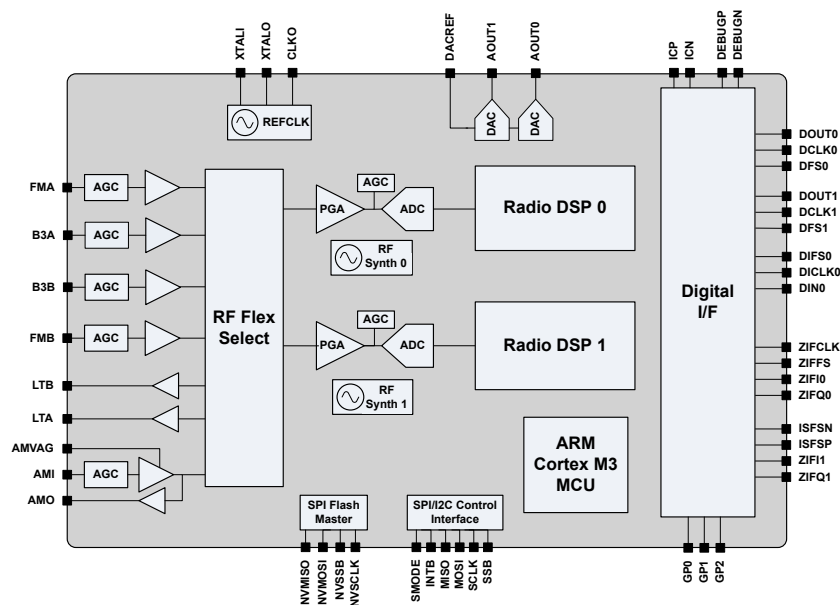 XTALI
XTALO
CLKO
DACREF
AOUT1
AOUT0
ICP
ICN
DEBUGP
DEBUGN
REFCLK
DAC
DAC
FMA
AGC
B3A
AGC
B3B
AGC
FMB
AGC
LTB
LTA
AMVAG
AMI
AGC
AMO
RF Flex
Select
PGA
AGC
ADC
Radio DSP 0
RF
Synth 0
PGA
AGC
ADC
Radio DSP 1
RF
Synth 1
ARM
Cortex M3
MCU
Digital
I/F
DOUT0
DCLK0
DFS0
DOUT1
DCLK1
DFS1
DIFS0
DICLK0
DIN0
ZIFCLK
ZIFFS
ZIFI0
ZIFQ0
ISFSN
ISFSP
ZIFI1
ZIFQ1
SPI Flash
Master
SPI/I2C Control
Interface
NVMISO
NVMOSI
NVSSB
NVSCLK
SMODE
INTB
MISO
MOSI
SCLK
SSB
GP0
GP1
GP2